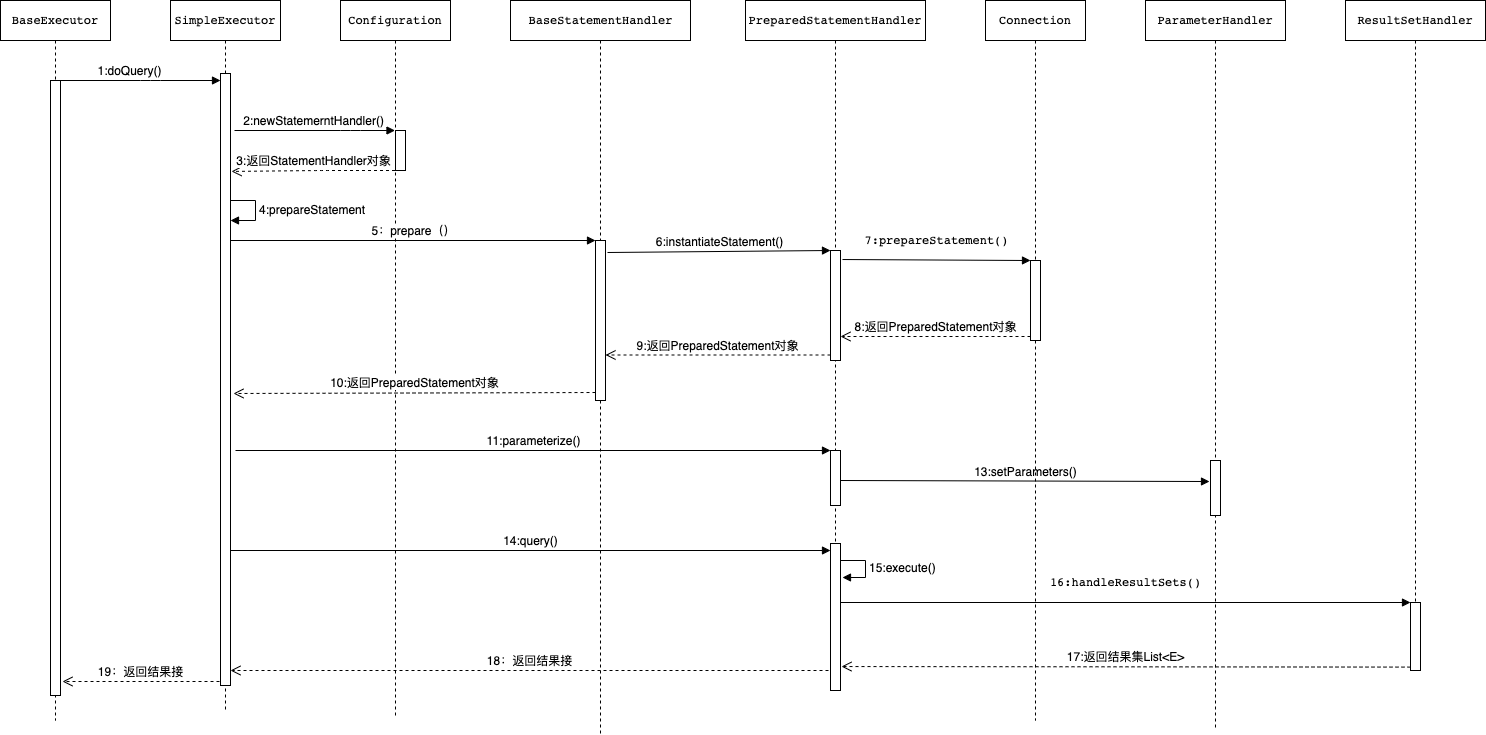 BaseExecutor
SimpleExecutor
Configuration
BaseStatementHandler
PreparedStatementHandler
Connection
ParameterHandler
ResultSetHandler
1:doQuery()
2:newStatemerntHandler()
3:返回StatementHandler对象
4:prepareStatement
5：prepare（）
6:instantiateStatement()
7:prepareStatement()
8:返回PreparedStatement对象
9:返回PreparedStatement对象
10:返回PreparedStatement对象
11:parameterize()
13:setParameters()
14:query()
15:execute()
16:handleResultSets()
17:返回结果集List<E>
18：返回结果接
19：返回结果接